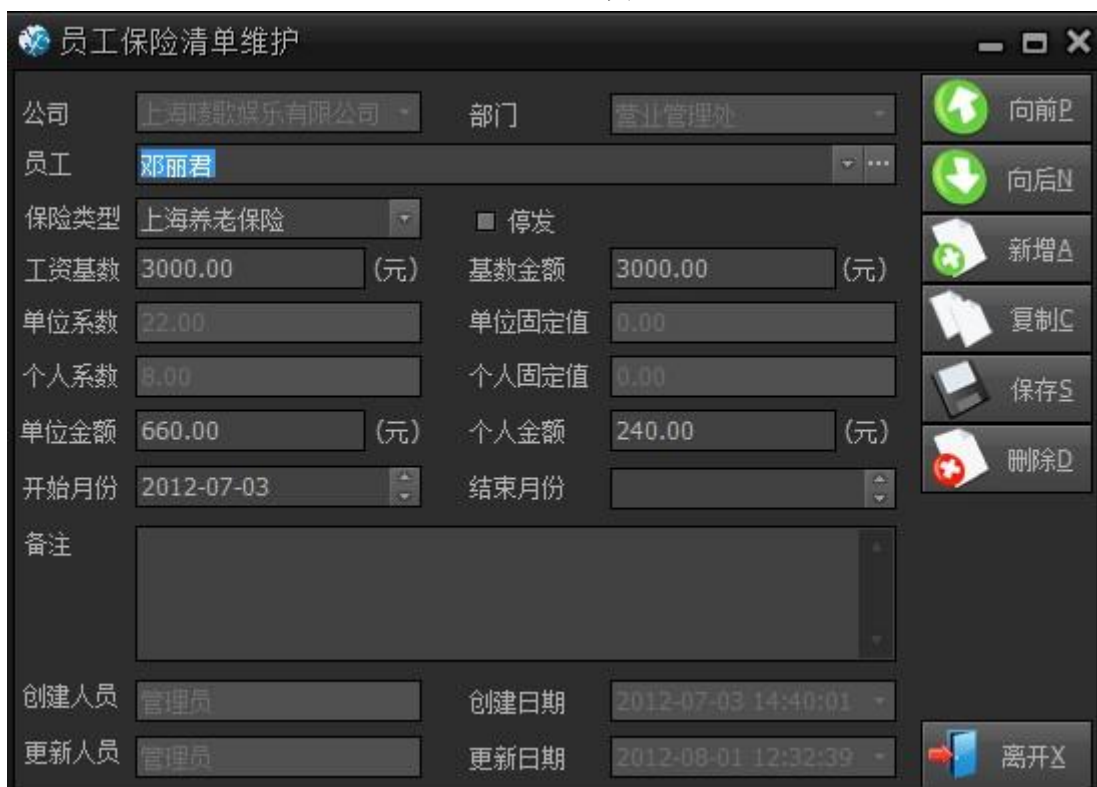 员工保险清单维护
公司 上海唛歌娱乐有限公司 部门 营业管理处
向前P
员工 邓丽君
向后N
保险类型 上海养老保险 停发
新增A
工资基数 3000.00 (元) 基数金额 3000.00 (元)
单位系数 22.00 单位固定值 0.00
复制C
个人系数 8.00 个人固定值 0.00
保存S
单位金额 660.00 (元) 个人金额 240.00 (元)
删除D
开始月份 2012-07-03 结束月份
备注
创建人员 管理员 创建日期 2012-07-03 14:40:01
更新人员 管理员 更新日期 2012-08-01 12:32:39
离开X